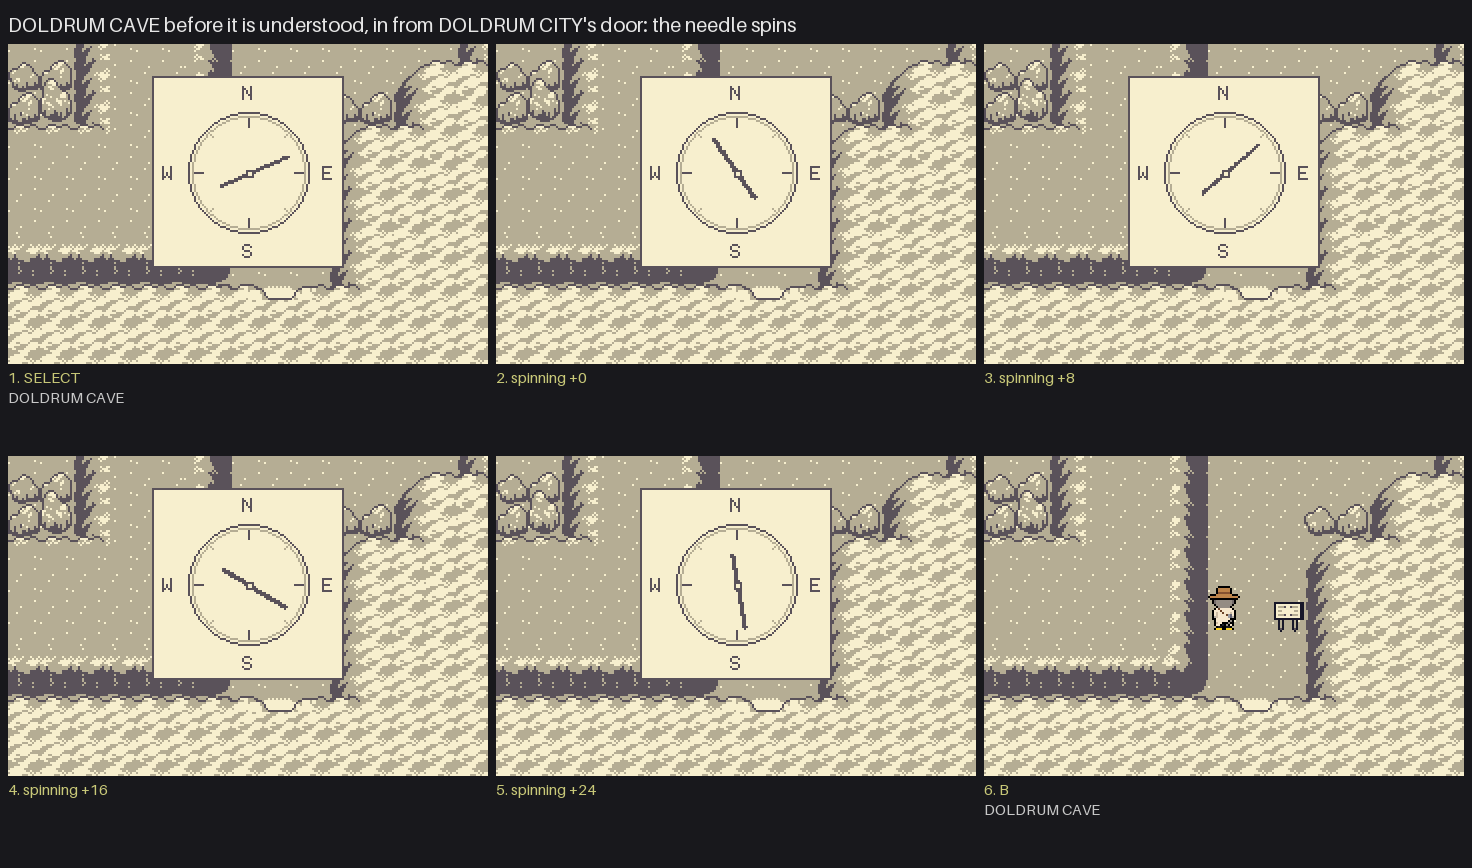 DOLDRUM CAVE before it is understood, in from DOLDRUM CITY's door: the needle spins
N
W E
S
N
W E
S
N
W E
S
1. SELECT
DOLDRUM CAVE
2. spinning +0
3. spinning +8
N
W E
S
N
W E
S
4. spinning +16
5. spinning +24
6. B
DOLDRUM CAVE